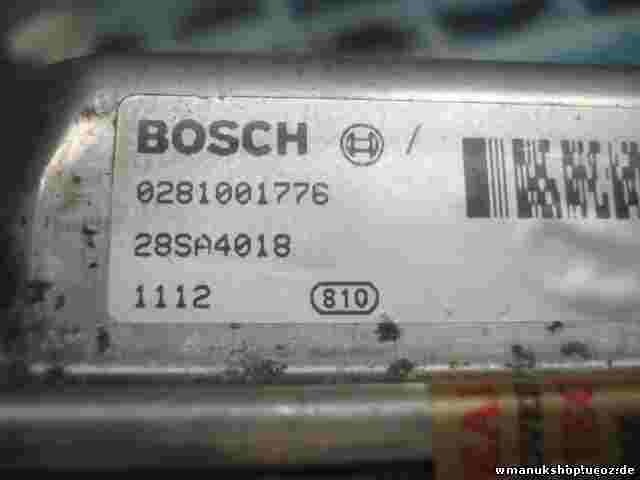 BOSCH /
0281001776
28SA4018
1112 810
wmanukshop.ucoz.de